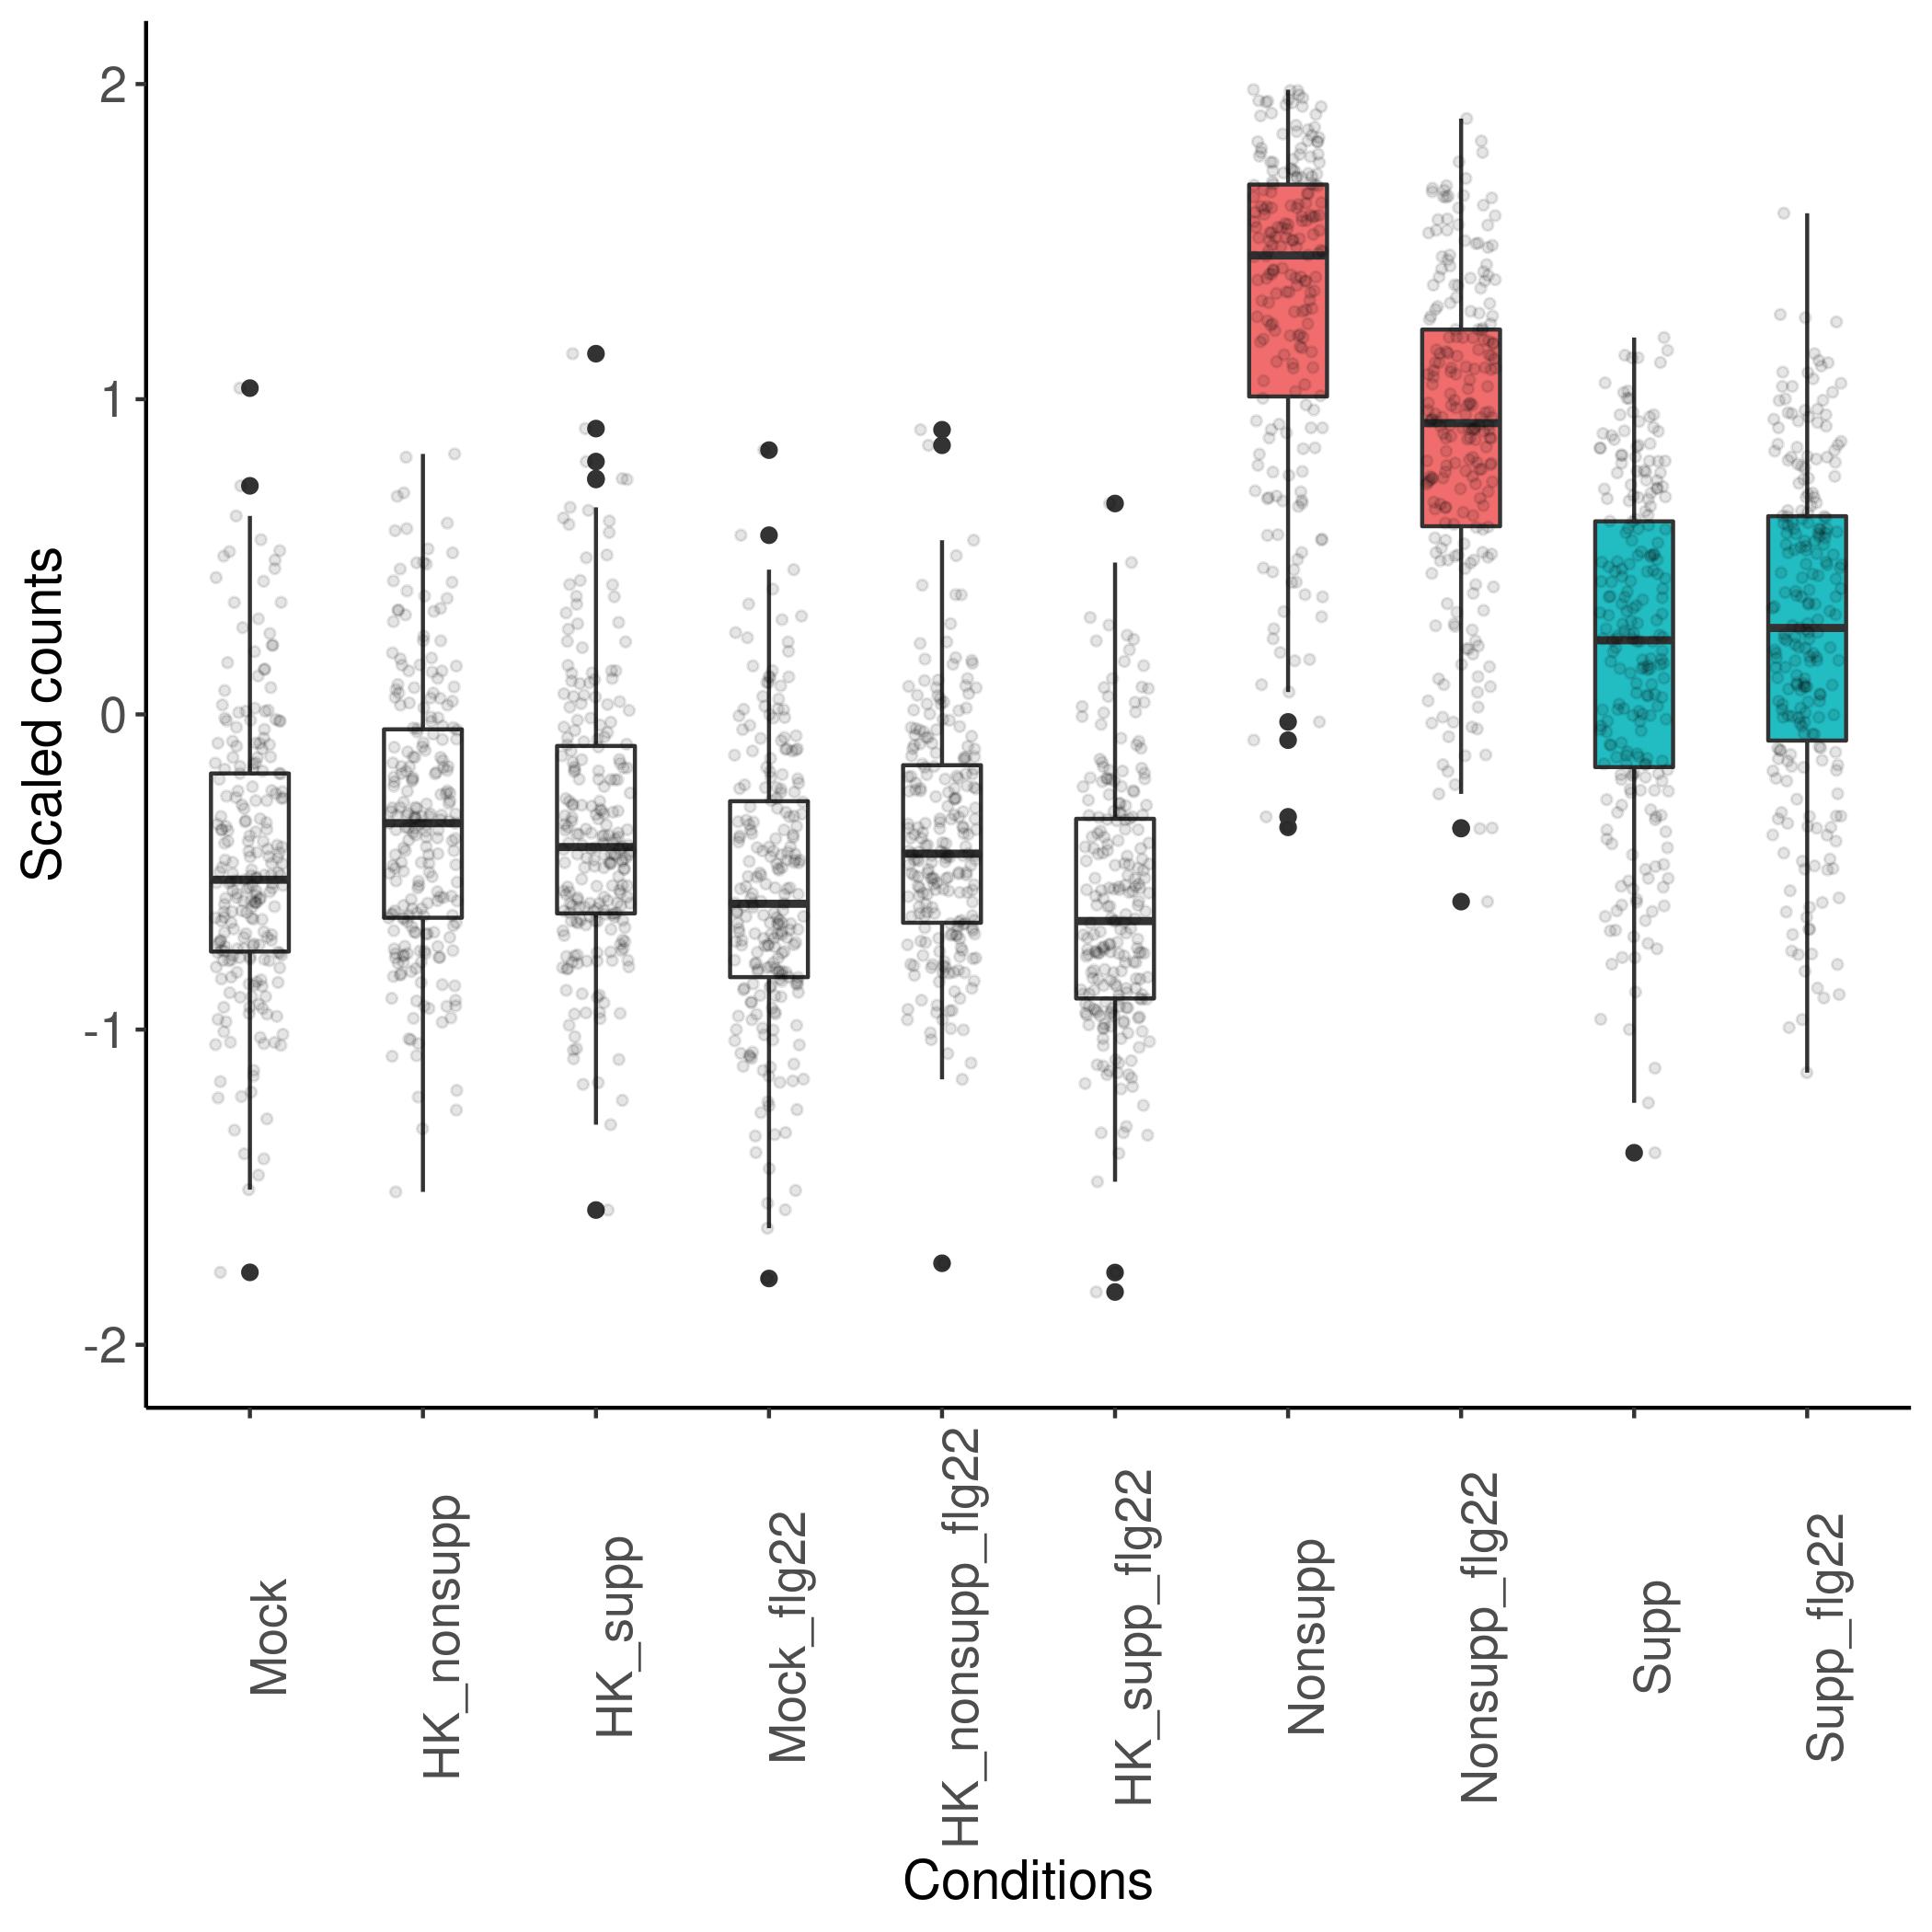 Scaled counts
2
1
0
-1
-2
Mock
HK_nonsupp
HK_supp
Mock_flg22
HK_nonsupp_flg22
HK_supp_flg22
Nonsupp
Nonsupp_flg22
Supp
Supp_flg22
Conditions